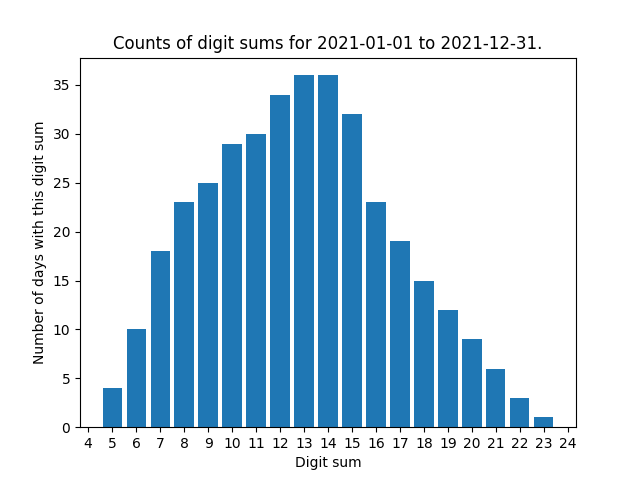 Counts of digit sums for 2021-01-01 to 2021-12-31.
Number of days with this digit sum
35
30
25
20
15
10
5
0
4 5 6 7 8 9 10 11 12 13 14 15 16 17 18 19 20 21 22 23 24
Digit sum